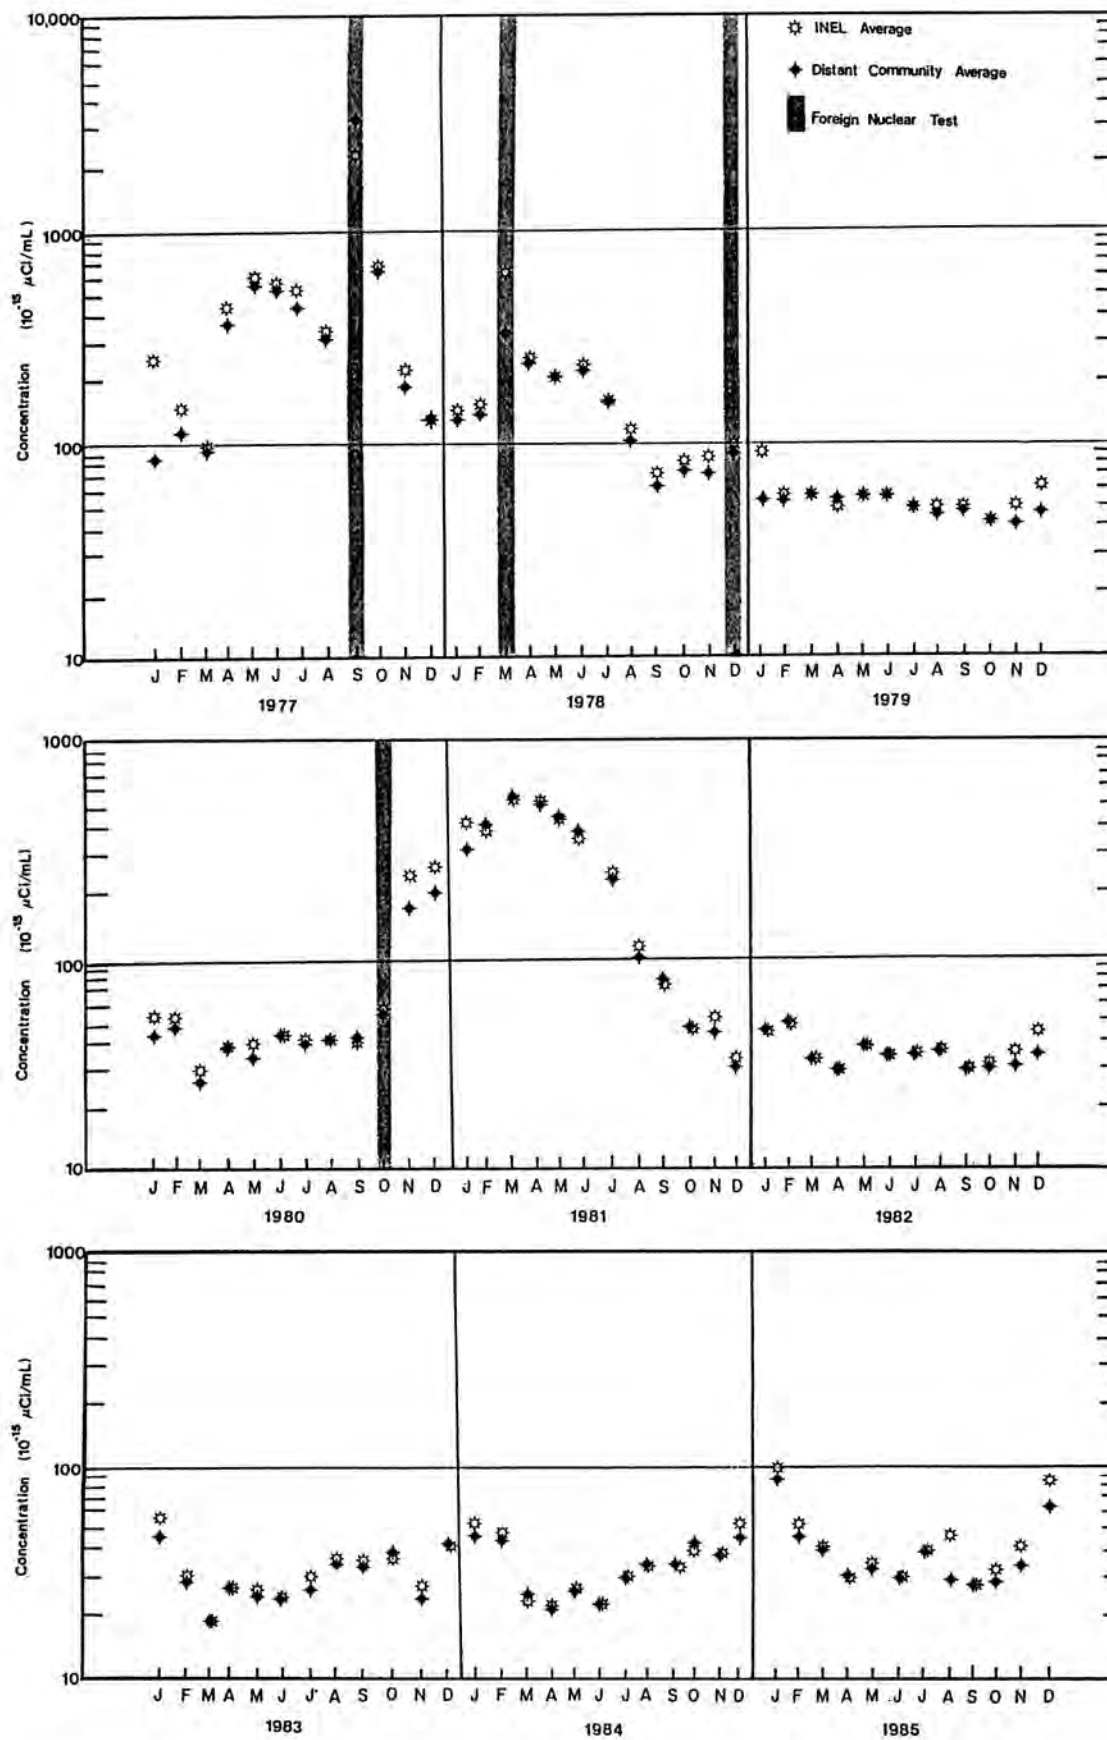 10,000
INEL Average
Distant Community Average
Foreign Nuclear Test
1000
100
10
Concentration (10⁻¹⁵ μCi/mL)
J F M A M J J A S O N D J F M A M J J A S O N D J F M A M J J A S O N D
1977 1978 1979
1000
100
10
Concentration (10⁻¹⁵ μCi/mL)
J F M A M J J A S O N D J F M A M J J A S O N D J F M A M J J A S O N D
1980 1981 1982
1000
100
10
Concentration (10⁻¹⁵ μCi/mL)
J F M A M J J A S O N D J F M A M J J A S O N D J F M A M J J A S O N D
1983 1984 1985